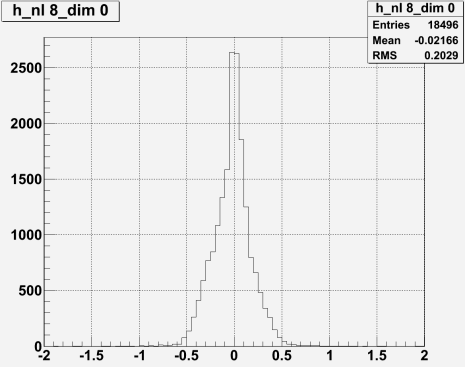 h_nl 8_dim 0
h_nl 8_dim 0
Entries 18496
Mean -0.02166
RMS 0.2029
2500
2000
1500
1000
500
0
-2 -1.5 -1 -0.5 0 0.5 1 1.5 2